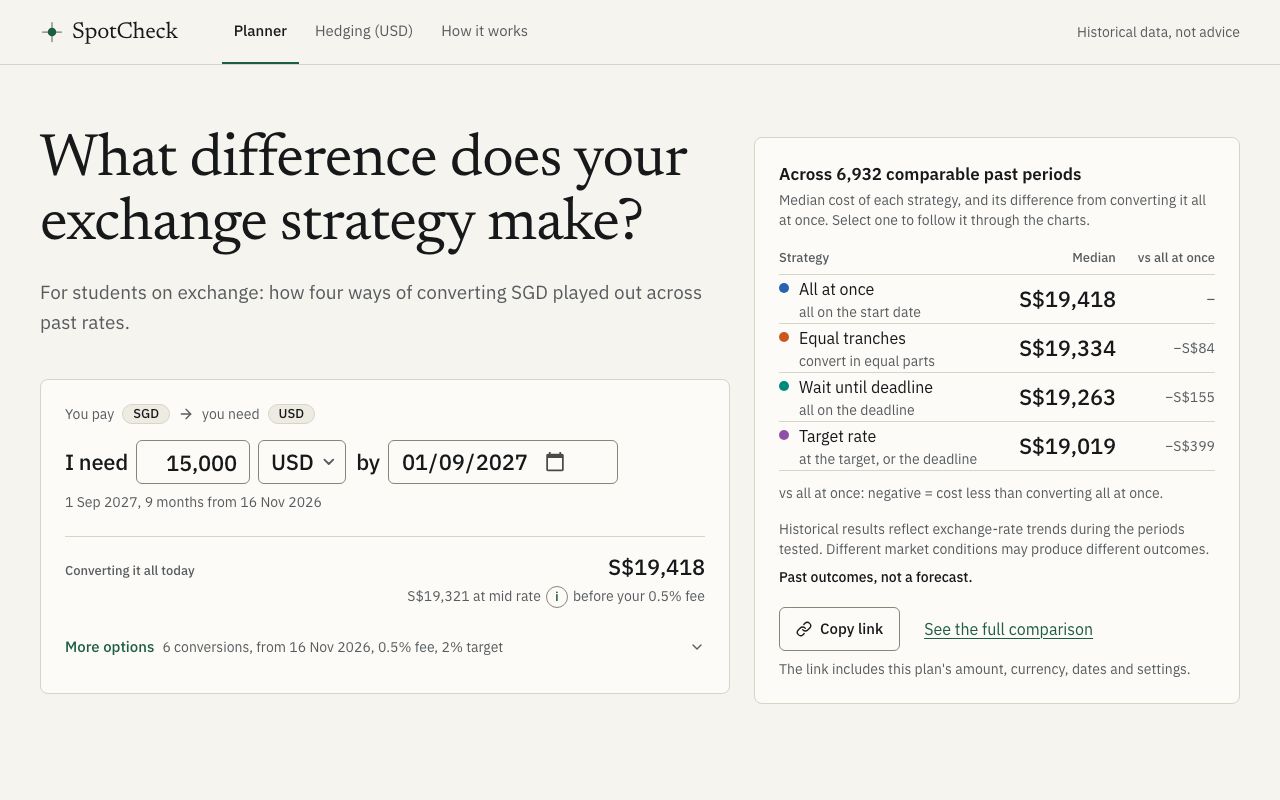 SpotCheck
Planner
Hedging (USD)
How it works
Historical data, not advice
What difference does your
exchange strategy make?
For students on exchange: how four ways of converting SGD played out across
past rates.
You pay SGD → you need USD
I need 15,000 USD by 01/09/2027
1 Sep 2027, 9 months from 16 Nov 2026
Converting it all today S$19,418
S$19,321 at mid rate i before your 0.5% fee
More options 6 conversions, from 16 Nov 2026, 0.5% fee, 2% target
Across 6,932 comparable past periods
Median cost of each strategy, and its difference from converting it all
at once. Select one to follow it through the charts.
Strategy Median vs all at once
All at once S$19,418 –
all on the start date
Equal tranches S$19,334 −S$84
convert in equal parts
Wait until deadline S$19,263 −S$155
all on the deadline
Target rate S$19,019 −S$399
at the target, or the deadline
vs all at once: negative = cost less than converting all at once.
Historical results reflect exchange-rate trends during the periods
tested. Different market conditions may produce different outcomes.
Past outcomes, not a forecast.
Copy link
See the full comparison
The link includes this plan's amount, currency, dates and settings.